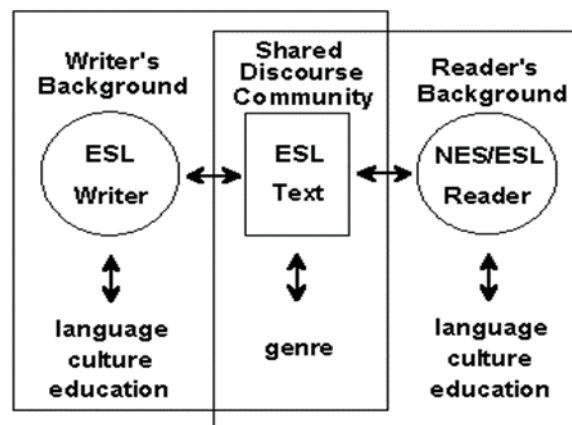 Writer's
Background
ESL
Writer
language
culture
education
Shared
Discourse
Community
ESL
Text
genre
Reader's
Background
NES/ESL
Reader
language
culture
education